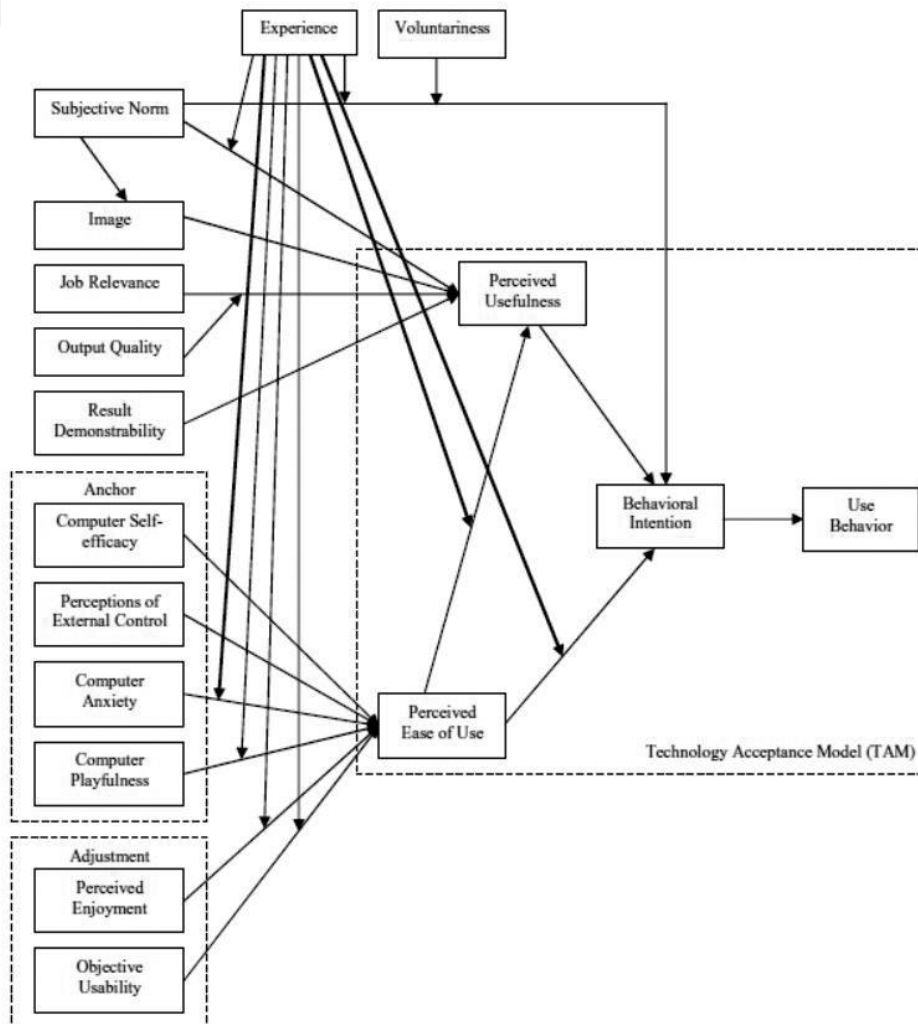 Experience
Voluntariness
Subjective Norm
Image
Job Relevance
Output Quality
Result
Demonstrability
Perceived
Usefulness
Behavioral
Intention
Use
Behavior
Anchor
Computer Self-
efficacy
Perceptions of
External Control
Computer
Anxiety
Computer
Playfulness
Perceived
Ease of Use
Technology Acceptance Model (TAM)
Adjustment
Perceived
Enjoyment
Objective
Usability